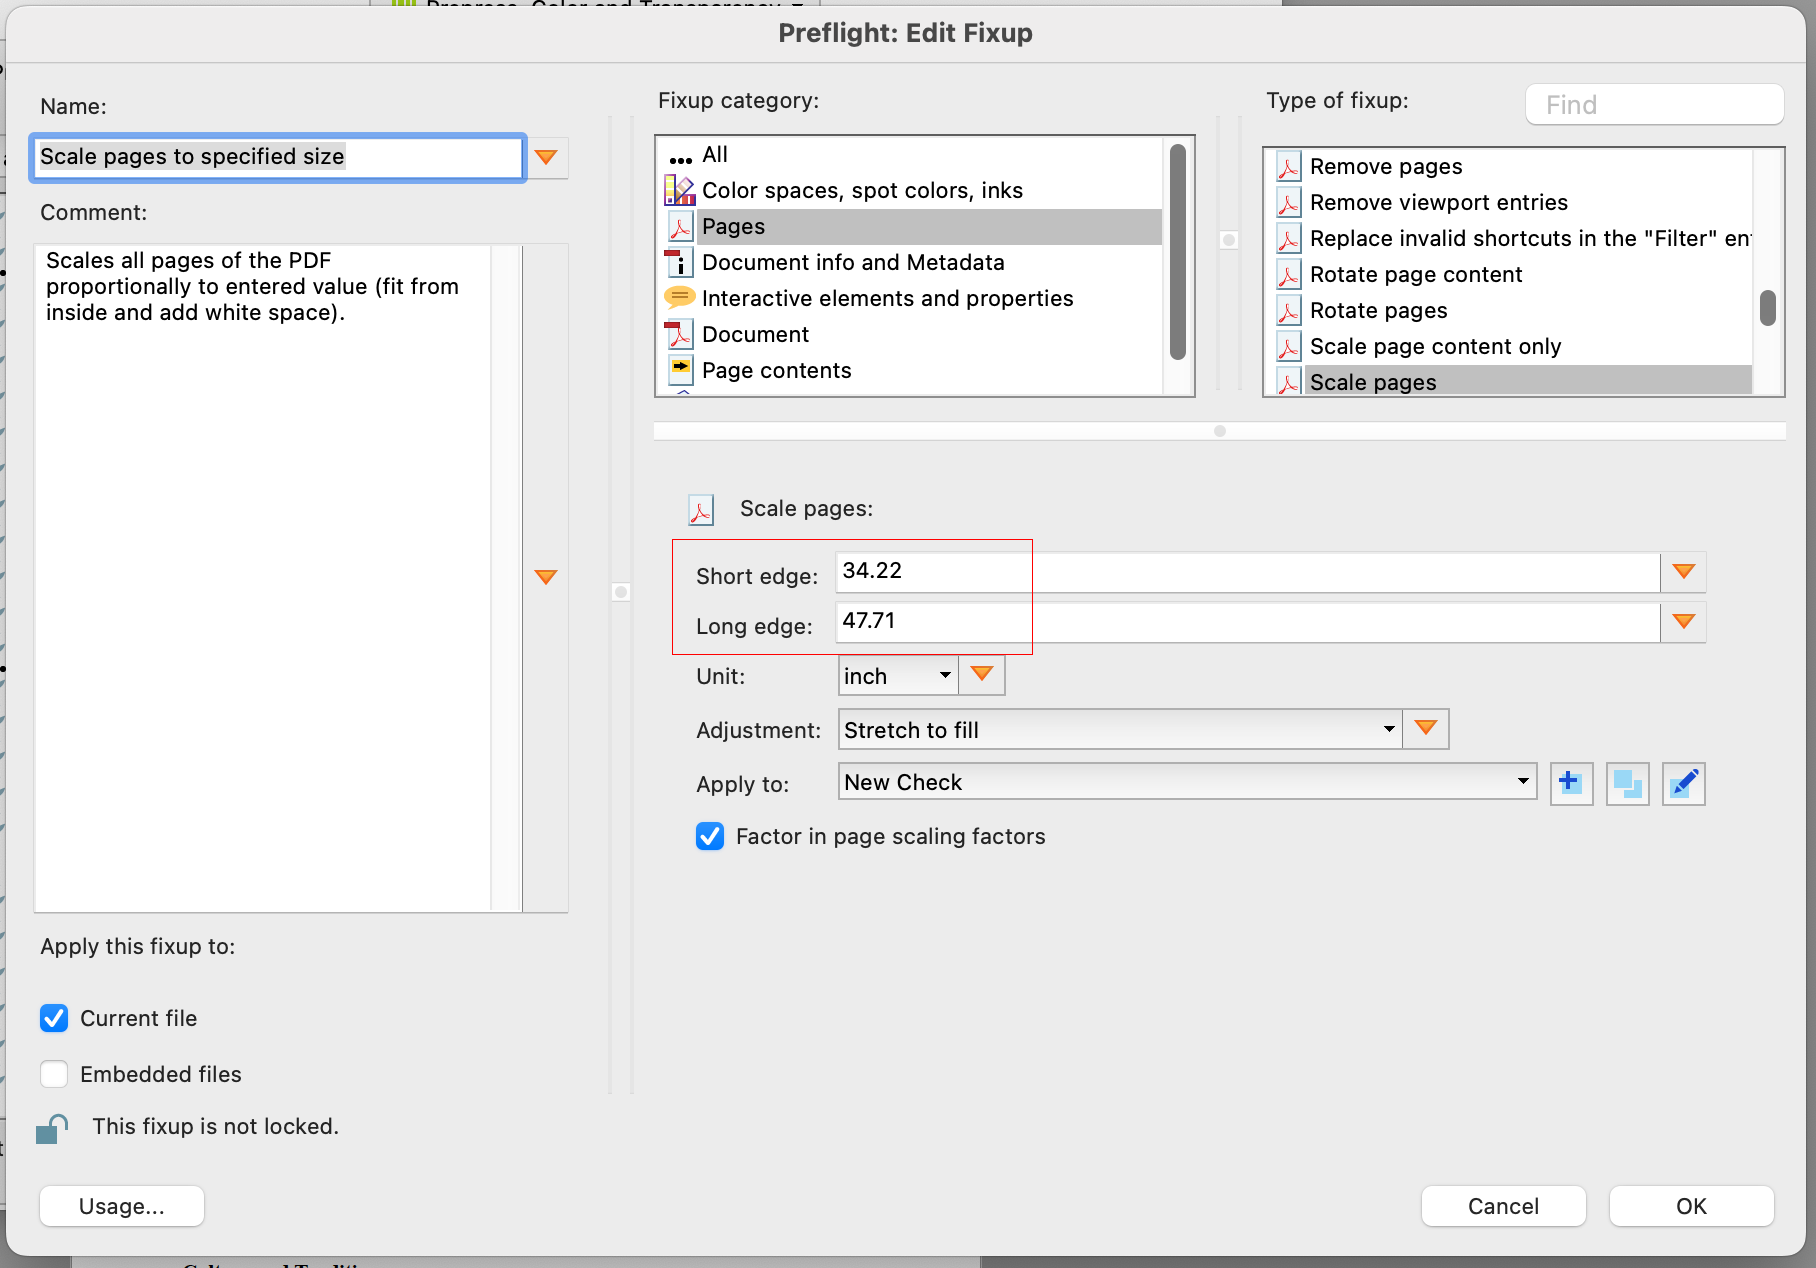 Prepress, Color and Transparency
Preflight: Edit Fixup
Name:
Scale pages to specified size
Comment:
Scales all pages of the PDF
proportionally to entered value (fit from
inside and add white space).
Apply this fixup to:
Current file
Embedded files
This fixup is not locked.
Usage...
Fixup category:
All
Color spaces, spot colors, inks
Pages
Document info and Metadata
Interactive elements and properties
Document
Page contents
Type of fixup:
Find
Remove pages
Remove viewport entries
Replace invalid shortcuts in the "Filter" en
Rotate page content
Rotate pages
Scale page content only
Scale pages
Scale pages:
Short edge: 34.22
Long edge: 47.71
Unit: inch
Adjustment: Stretch to fill
Apply to: New Check
Factor in page scaling factors
Cancel
OK